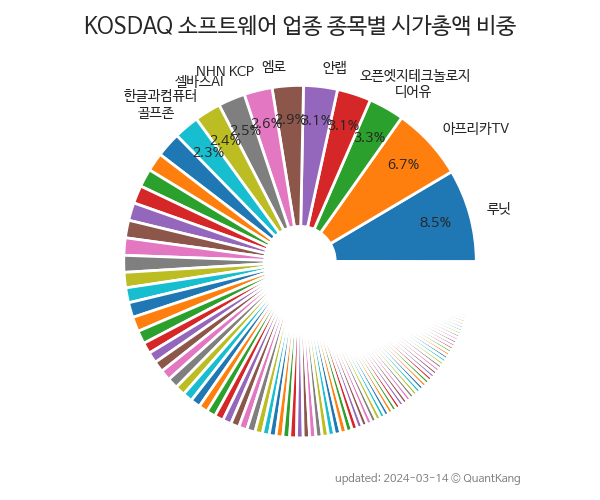 KOSDAQ 소프트웨어 업종 종목별 시가총액 비중
루닛
8.5%
아프리카TV
6.7%
디어유
3.3%
오픈엣지테크놀로지
3.1%
안랩
3.1%
엠로
2.9%
NHN KCP
2.6%
셀바스AI
2.5%
한글과컴퓨터
2.4%
골프존
2.3%
updated: 2024-03-14 © QuantKang